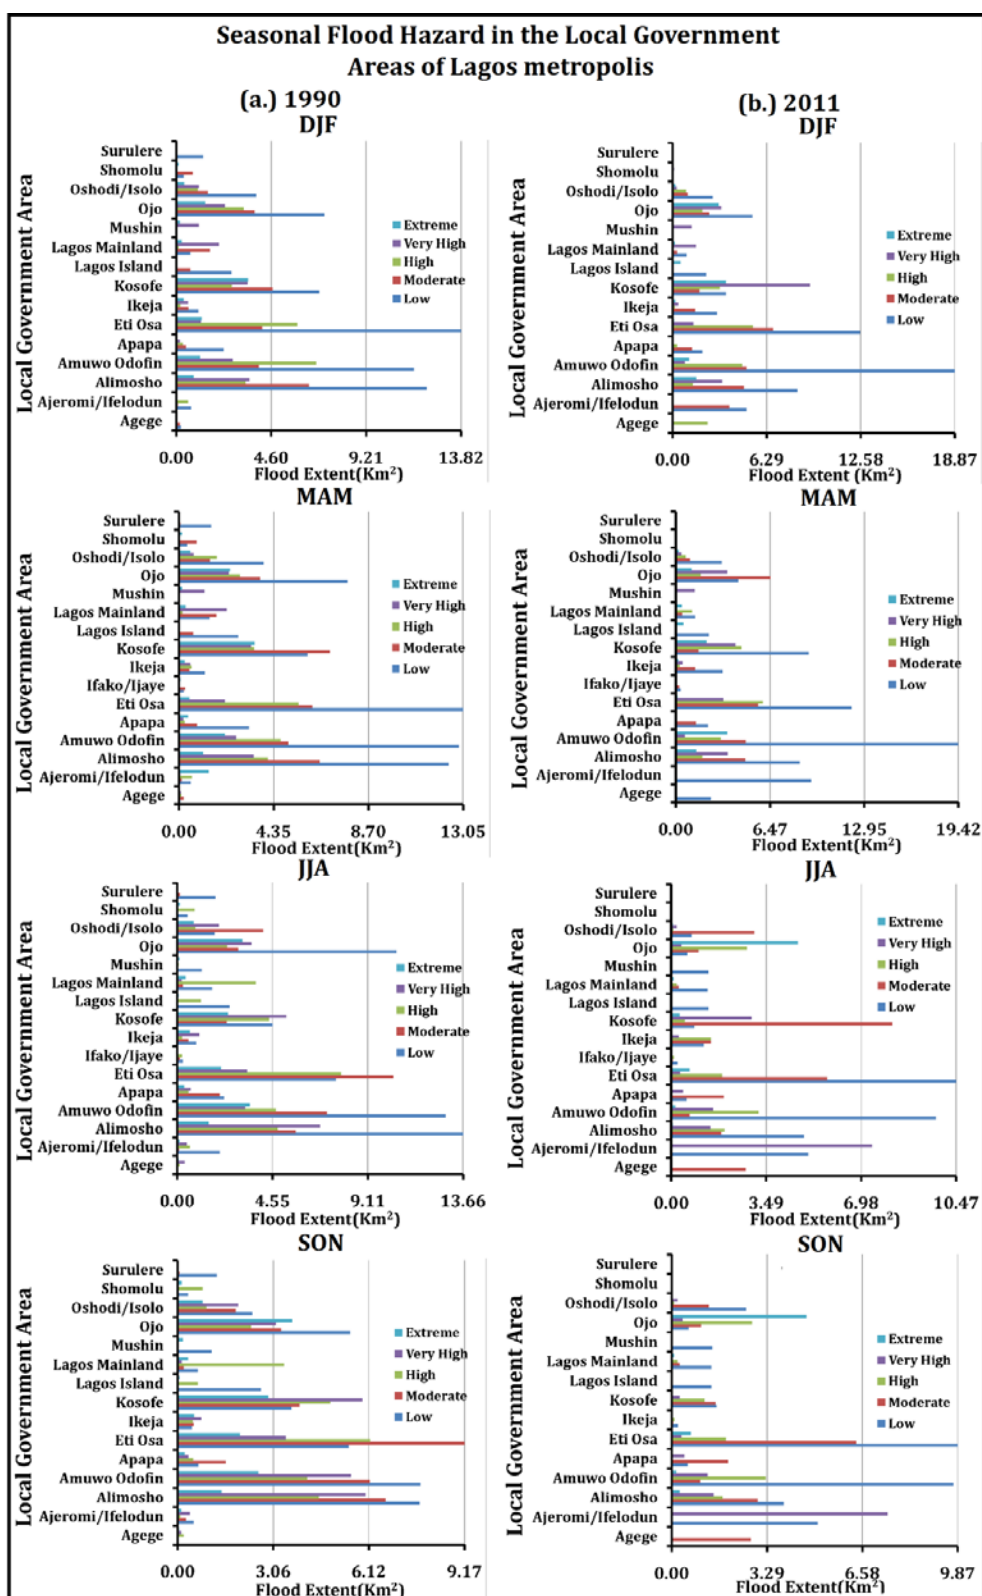 Seasonal Flood Hazard in the Local Government
Areas of Lagos metropolis
(a.) 1990
DJF
Local Government Area
Surulere
Shomolu
Oshodi/Isolo
Ojo
Mushin
Lagos Mainland
Lagos Island
Kosofe
Ikeja
Eti Osa
Apapa
Amuwo Odofin
Alimosho
Ajeromi/Ifelodun
Agege
Extreme
Very High
High
Moderate
Low
0.00 4.60 9.21 13.82
Flood Extent(Km²)
MAM
Local Government Area
Surulere
Shomolu
Oshodi/Isolo
Ojo
Mushin
Lagos Mainland
Lagos Island
Kosofe
Ikeja
Ifako/Ijaye
Eti Osa
Apapa
Amuwo Odofin
Alimosho
Ajeromi/Ifelodun
Agege
Extreme
Very High
High
Moderate
Low
0.00 4.35 8.70 13.05
Flood Extent(Km²)
JJA
Local Government Area
Surulere
Shomolu
Oshodi/Isolo
Ojo
Mushin
Lagos Mainland
Lagos Island
Kosofe
Ikeja
Ifako/Ijaye
Eti Osa
Apapa
Amuwo Odofin
Alimosho
Ajeromi/Ifelodun
Agege
Extreme
Very High
High
Moderate
Low
0.00 4.55 9.11 13.66
Flood Extent(Km²)
SON
Local Government Area
Surulere
Shomolu
Oshodi/Isolo
Ojo
Mushin
Lagos Mainland
Lagos Island
Kosofe
Ikeja
Eti Osa
Apapa
Amuwo Odofin
Alimosho
Ajeromi/Ifelodun
Agege
Extreme
Very High
High
Moderate
Low
0.00 3.06 6.12 9.17
Flood Extent(Km²)
(b.) 2011
DJF
Local Government Area
Surulere
Shomolu
Oshodi/Isolo
Ojo
Mushin
Lagos Mainland
Lagos Island
Kosofe
Ikeja
Eti Osa
Apapa
Amuwo Odofin
Alimosho
Ajeromi/Ifelodun
Agege
Extreme
Very High
High
Moderate
Low
0.00 6.29 12.58 18.87
Flood Extent (Km²)
MAM
Local Government Area
Surulere
Shomolu
Oshodi/Isolo
Ojo
Mushin
Lagos Mainland
Lagos Island
Kosofe
Ikeja
Ifako/Ijaye
Eti Osa
Apapa
Amuwo Odofin
Alimosho
Ajeromi/Ifelodun
Agege
Extreme
Very High
High
Moderate
Low
0.00 6.47 12.95 19.42
Flood Extent(Km²)
JJA
Local Government Area
Surulere
Shomolu
Oshodi/Isolo
Ojo
Mushin
Lagos Mainland
Lagos Island
Kosofe
Ikeja
Ifako/Ijaye
Eti Osa
Apapa
Amuwo Odofin
Alimosho
Ajeromi/Ifelodun
Agege
Extreme
Very High
High
Moderate
Low
0.00 3.49 6.98 10.47
Flood Extent(Km²)
SON
Local Government Area
Surulere
Shomolu
Oshodi/Isolo
Ojo
Mushin
Lagos Mainland
Lagos Island
Kosofe
Ikeja
Eti Osa
Apapa
Amuwo Odofin
Alimosho
Ajeromi/Ifelodun
Agege
Extreme
Very High
High
Moderate
Low
0.00 3.29 6.58 9.87
Flood Extent(Km²)